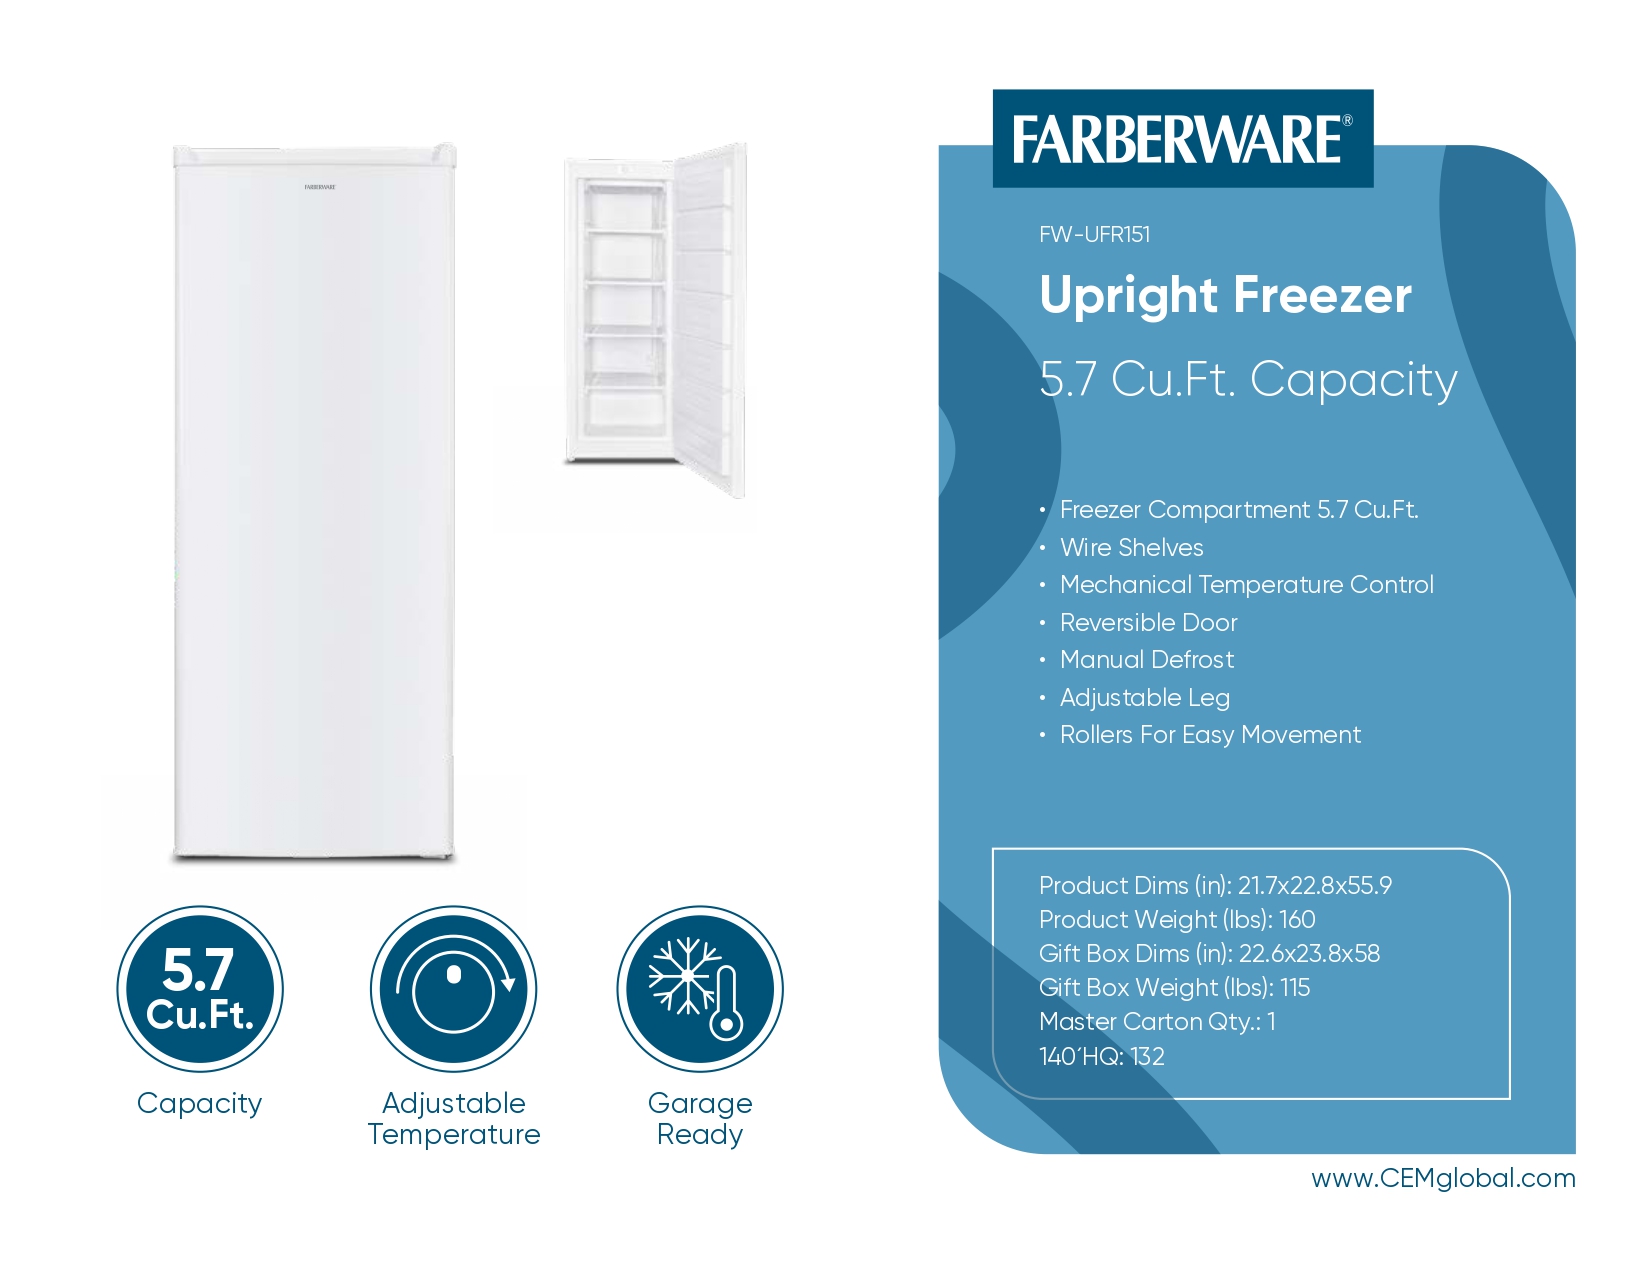 FARBERWARE
FARBERWARE®
FW-UFR151
Upright Freezer
5.7 Cu.Ft. Capacity
• Freezer Compartment 5.7 Cu.Ft.
• Wire Shelves
• Mechanical Temperature Control
• Reversible Door
• Manual Defrost
• Adjustable Leg
• Rollers For Easy Movement
Product Dims (in): 21.7x22.8x55.9
Product Weight (lbs): 160
Gift Box Dims (in): 22.6x23.8x58
Gift Box Weight (lbs): 115
Master Carton Qty.: 1
140´HQ: 132
5.7
Cu.Ft.
Capacity
Adjustable
Temperature
Garage
Ready
www.CEMglobal.com